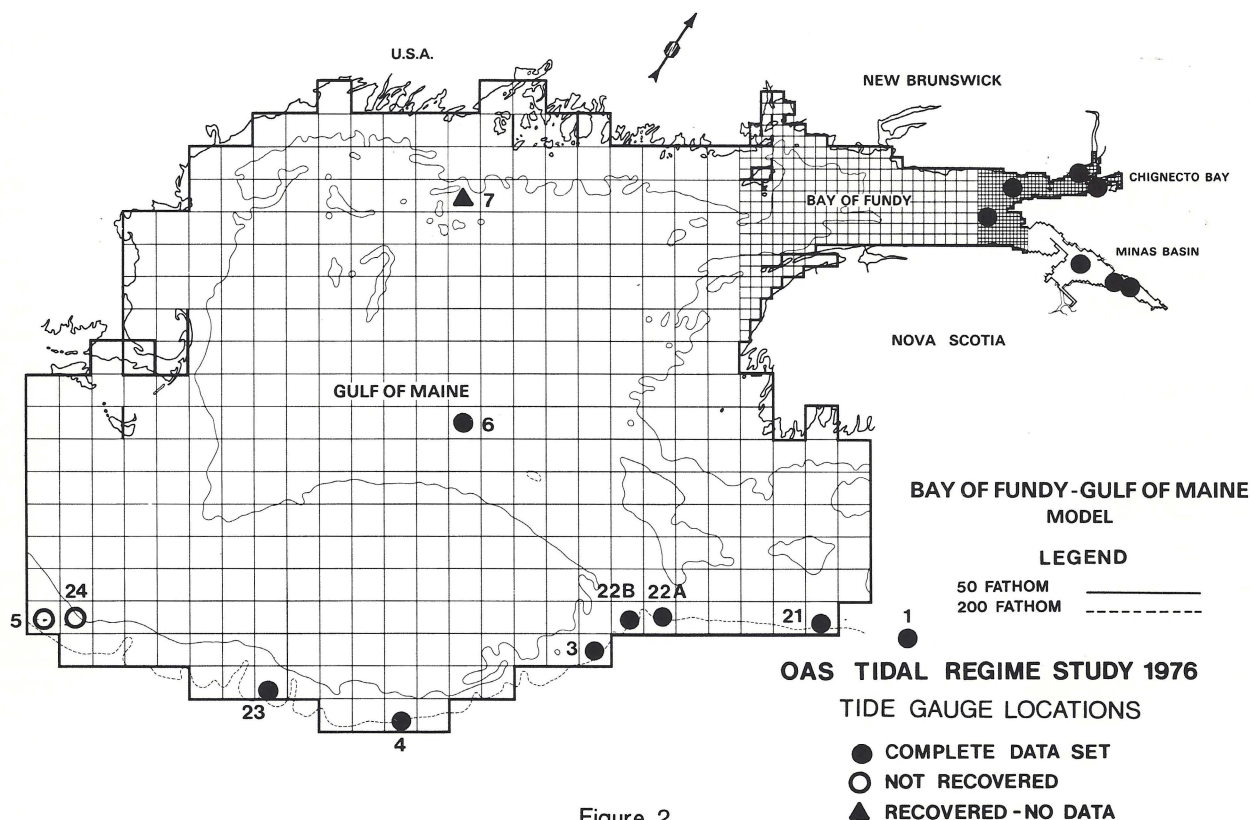 U.S.A.
NEW BRUNSWICK
CHIGNECTO BAY
7
BAY OF FUNDY
MINAS BASIN
NOVA SCOTIA
GULF OF MAINE
6
BAY OF FUNDY - GULF OF MAINE
MODEL
LEGEND
50 FATHOM
200 FATHOM
24
22B 22A
5
21
1
3
OAS TIDAL REGIME STUDY 1976
23
TIDE GAUGE LOCATIONS
4
COMPLETE DATA SET
NOT RECOVERED
RECOVERED - NO DATA
Figure 2